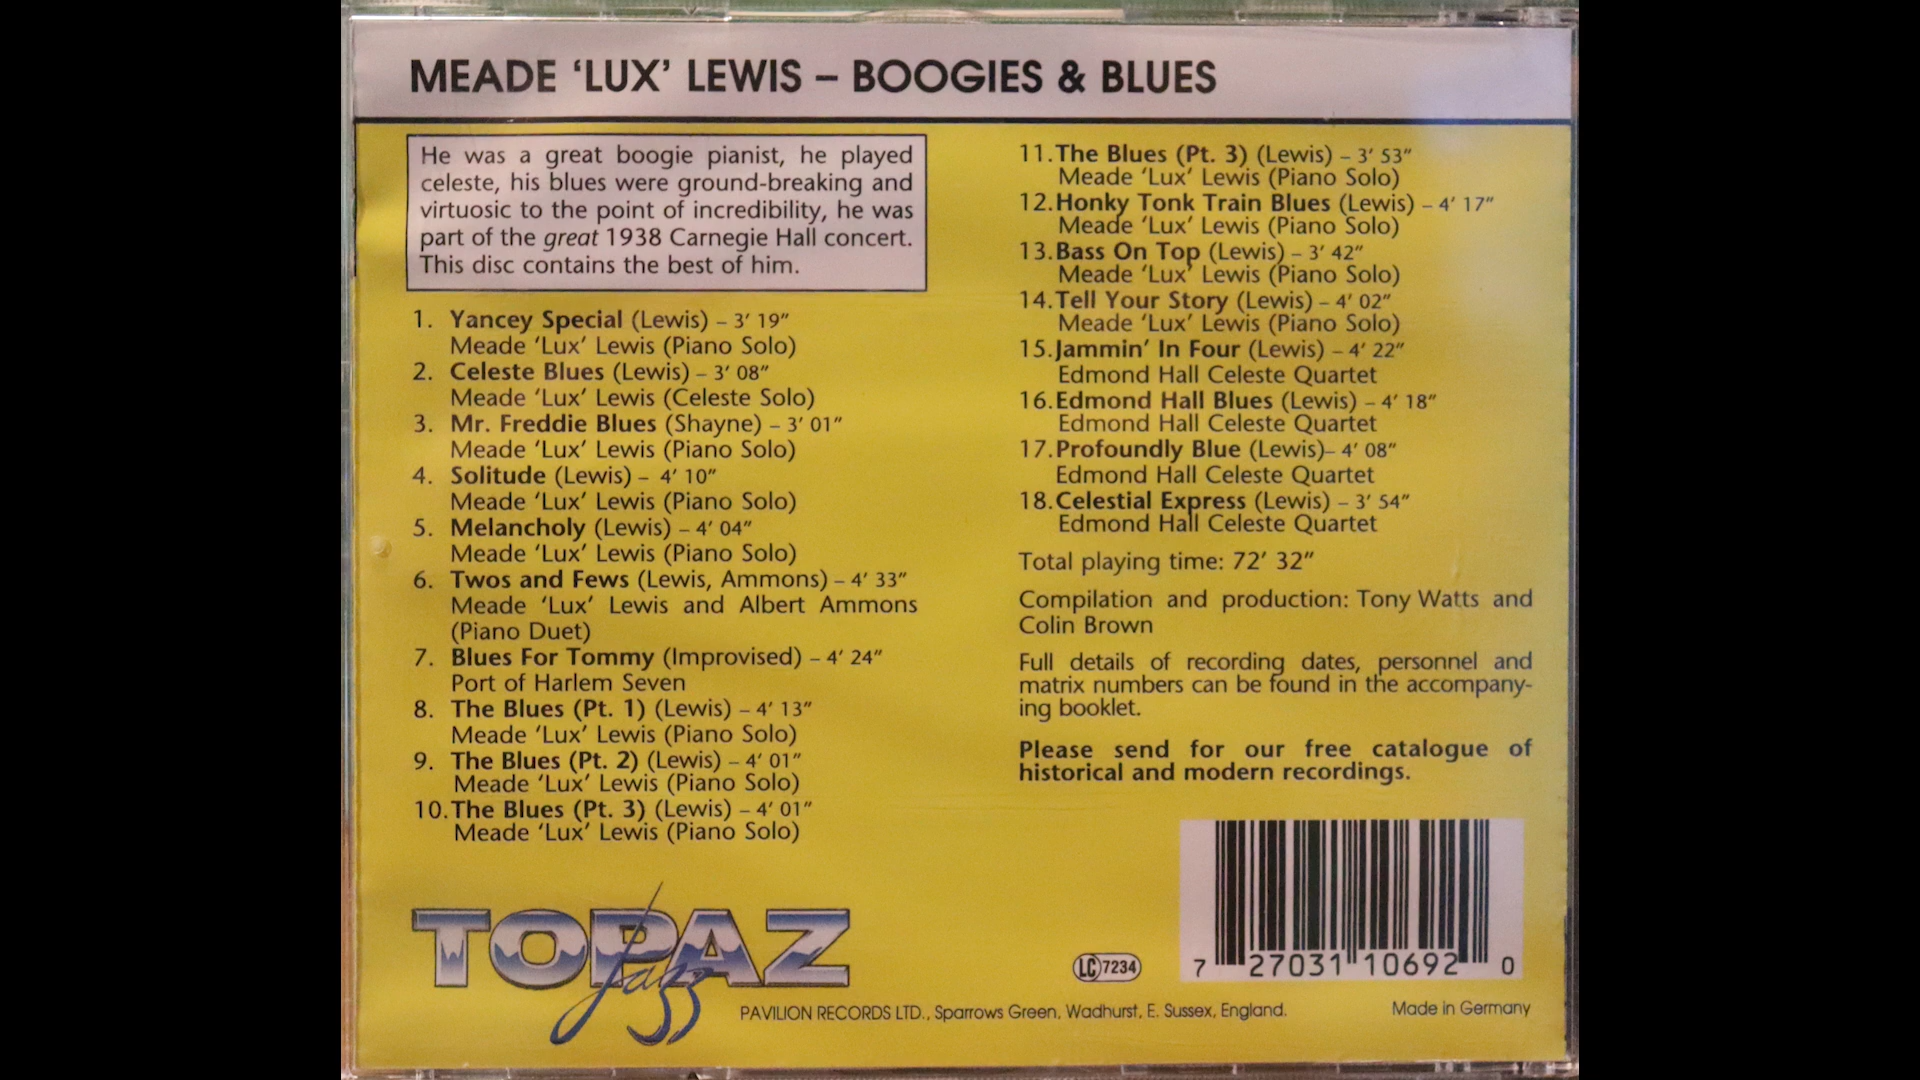 MEADE ‘LUX’ LEWIS – BOOGIES & BLUES
He was a great boogie pianist, he played
celeste, his blues were ground-breaking and
virtuosic to the point of incredibility, he was
part of the great 1938 Carnegie Hall concert.
This disc contains the best of him.
1. Yancey Special (Lewis) – 3’ 19”
Meade ‘Lux’ Lewis (Piano Solo)
2. Celeste Blues (Lewis) – 3’ 08”
Meade ‘Lux’ Lewis (Celeste Solo)
3. Mr. Freddie Blues (Shayne) – 3’ 01”
Meade ‘Lux’ Lewis (Piano Solo)
4. Solitude (Lewis) – 4’ 10”
Meade ‘Lux’ Lewis (Piano Solo)
5. Melancholy (Lewis) – 4’ 04”
Meade ‘Lux’ Lewis (Piano Solo)
6. Twos and Fews (Lewis, Ammons) – 4’ 33”
Meade ‘Lux’ Lewis and Albert Ammons
(Piano Duet)
7. Blues For Tommy (Improvised) – 4’ 24”
Port of Harlem Seven
8. The Blues (Pt. 1) (Lewis) – 4’ 13”
Meade ‘Lux’ Lewis (Piano Solo)
9. The Blues (Pt. 2) (Lewis) – 4’ 01”
Meade ‘Lux’ Lewis (Piano Solo)
10. The Blues (Pt. 3) (Lewis) – 4’ 01”
Meade ‘Lux’ Lewis (Piano Solo)
11. The Blues (Pt. 3) (Lewis) – 3’ 53”
Meade ‘Lux’ Lewis (Piano Solo)
12. Honky Tonk Train Blues (Lewis) – 4’ 17”
Meade ‘Lux’ Lewis (Piano Solo)
13. Bass On Top (Lewis) – 3’ 42”
Meade ‘Lux’ Lewis (Piano Solo)
14. Tell Your Story (Lewis) – 4’ 02”
Meade ‘Lux’ Lewis (Piano Solo)
15. Jammin’ In Four (Lewis) – 4’ 22”
Edmond Hall Celeste Quartet
16. Edmond Hall Blues (Lewis) – 4’ 18”
Edmond Hall Celeste Quartet
17. Profoundly Blue (Lewis)– 4’ 08”
Edmond Hall Celeste Quartet
18. Celestial Express (Lewis) – 3’ 54”
Edmond Hall Celeste Quartet
Total playing time: 72’ 32”
Compilation and production: Tony Watts and
Colin Brown
Full details of recording dates, personnel and
matrix numbers can be found in the accompany-
ing booklet.
Please send for our free catalogue of
historical and modern recordings.
TOPAZ
Jazz
LC 7234
7 27031 10692 0
PAVILION RECORDS LTD., Sparrows Green, Wadhurst, E. Sussex, England.
Made in Germany